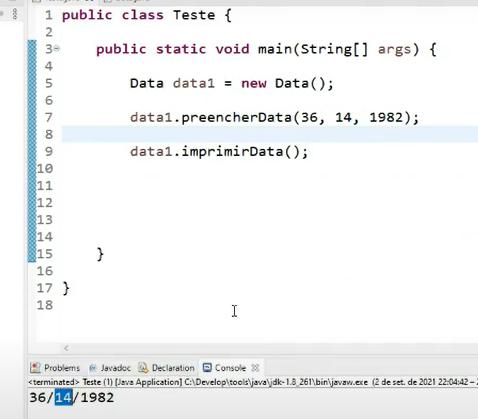 1 public class Teste {
2
3 public static void main(String[] args) {
4
5 Data data1 = new Data();
6
7 data1.preencherData(36, 14, 1982);
8
9 data1.imprimirData();
10
11
12
13
14
15 }
16
17 }
18
Problems Javadoc Declaration Console
<terminated> Teste (1) [Java Application] C:\Develop\tools\java\jdk-1.8_261\bin\javaw.exe (2 de set. de 2021 22:04:42 –
36/14/1982